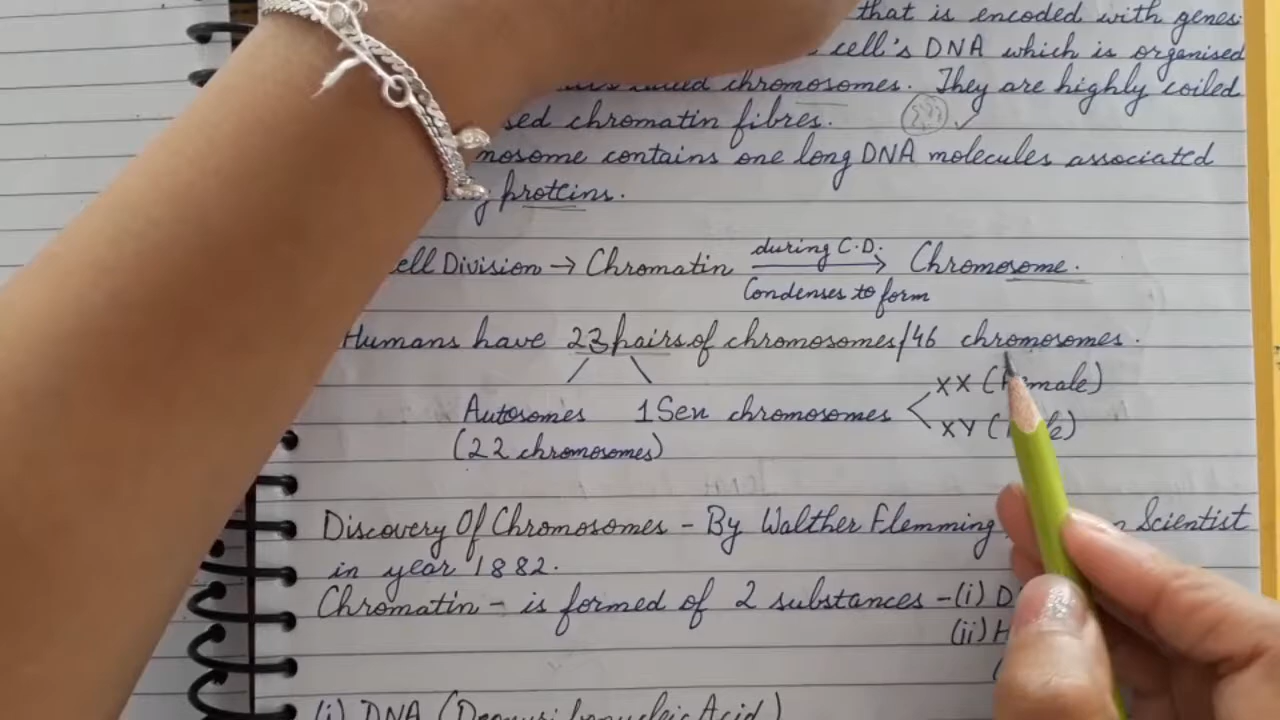 that is encoded with genes.
cell's DNA which is organised
called chromosomes. They are highly coiled
sed chromatin fibres.
mosome contains one long DNA molecules associated
proteins.
ell Division → Chromatin during C.D. → Chromosome.
Condenses to form
Humans have 23 pairs of chromosomes/46 chromosomes.
XX (Female)
Autosomes 1 Sex chromosomes
XY (
(22 chromosomes)
Discovery Of Chromosomes - By Walther Flemming Scientist
in year 1882.
Chromatin - is formed of 2 substances - (i) D
(ii) H
(i) DNA (Deoxyribonucleic Acid)